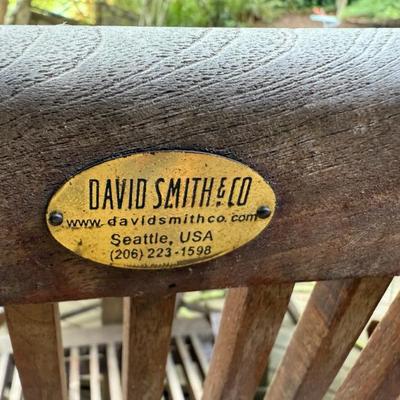 DAVID SMITH & CO
www.davidsmithco.com
Seattle, USA
(206) 223-1598